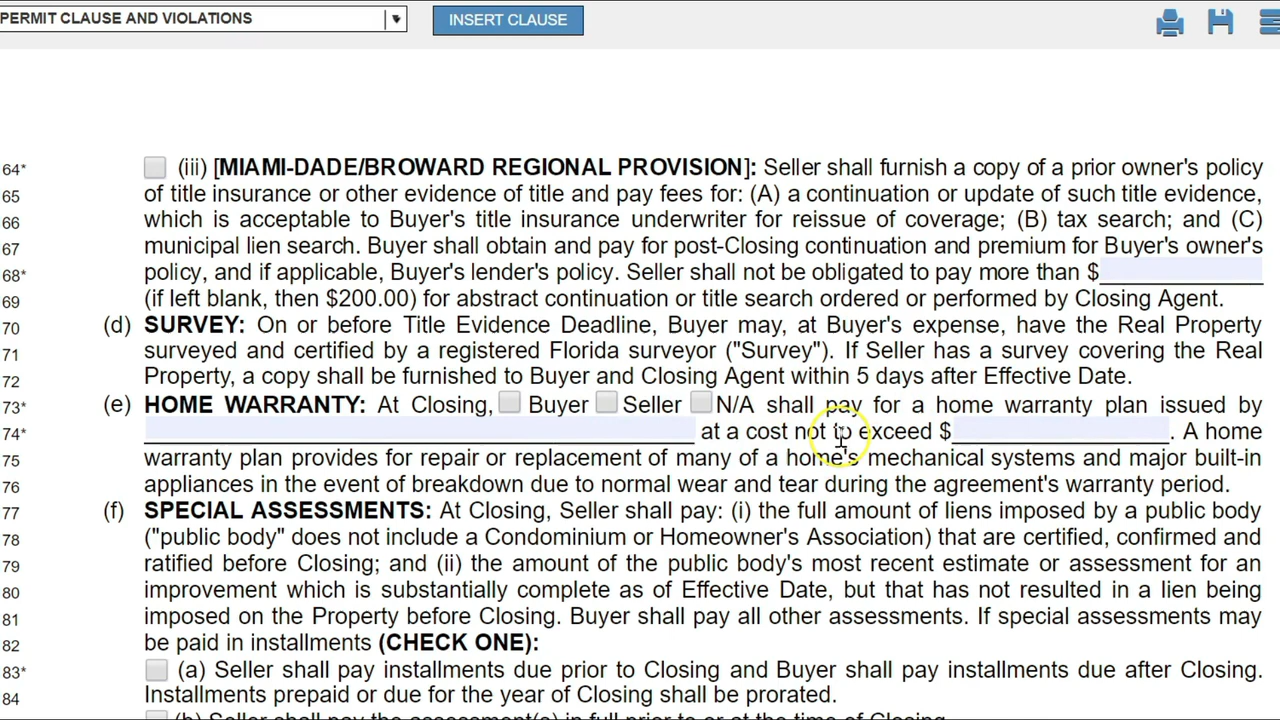 PERMIT CLAUSE AND VIOLATIONS
INSERT CLAUSE
64* (iii) [MIAMI-DADE/BROWARD REGIONAL PROVISION]: Seller shall furnish a copy of a prior owner's policy
65 of title insurance or other evidence of title and pay fees for: (A) a continuation or update of such title evidence,
66 which is acceptable to Buyer's title insurance underwriter for reissue of coverage; (B) tax search; and (C)
67 municipal lien search. Buyer shall obtain and pay for post-Closing continuation and premium for Buyer's owner's
68* policy, and if applicable, Buyer's lender's policy. Seller shall not be obligated to pay more than $
69 (if left blank, then $200.00) for abstract continuation or title search ordered or performed by Closing Agent.
70 (d) SURVEY: On or before Title Evidence Deadline, Buyer may, at Buyer's expense, have the Real Property
71 surveyed and certified by a registered Florida surveyor ("Survey"). If Seller has a survey covering the Real
72 Property, a copy shall be furnished to Buyer and Closing Agent within 5 days after Effective Date.
73* (e) HOME WARRANTY: At Closing, Buyer Seller N/A shall pay for a home warranty plan issued by
74* at a cost not to exceed $ . A home
75 warranty plan provides for repair or replacement of many of a home's mechanical systems and major built-in
76 appliances in the event of breakdown due to normal wear and tear during the agreement's warranty period.
77 (f) SPECIAL ASSESSMENTS: At Closing, Seller shall pay: (i) the full amount of liens imposed by a public body
78 ("public body" does not include a Condominium or Homeowner's Association) that are certified, confirmed and
79 ratified before Closing; and (ii) the amount of the public body's most recent estimate or assessment for an
80 improvement which is substantially complete as of Effective Date, but that has not resulted in a lien being
81 imposed on the Property before Closing. Buyer shall pay all other assessments. If special assessments may
82 be paid in installments (CHECK ONE):
83* (a) Seller shall pay installments due prior to Closing and Buyer shall pay installments due after Closing.
84 Installments prepaid or due for the year of Closing shall be prorated.
(b) Seller shall pay the assessment(s) in full prior to or at the time of Closing